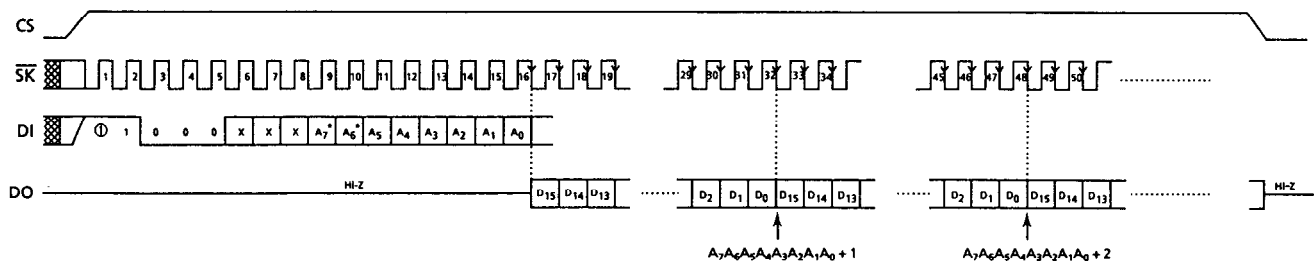 CS
SK 1 2 3 4 5 6 7 8 9 10 11 12 13 14 15 16 17 18 19 29 30 31 32 33 34 45 46 47 48 49 50
DI 1 1 0 0 0 X X X A7* A6* A5 A4 A3 A2 A1 A0
DO HI-Z D15 D14 D13 D2 D1 D0 D15 D14 D13 D2 D1 D0 D15 D14 D13 HI-Z
A7A6A5A4A3A2A1A0 + 1 A7A6A5A4A3A2A1A0 + 2